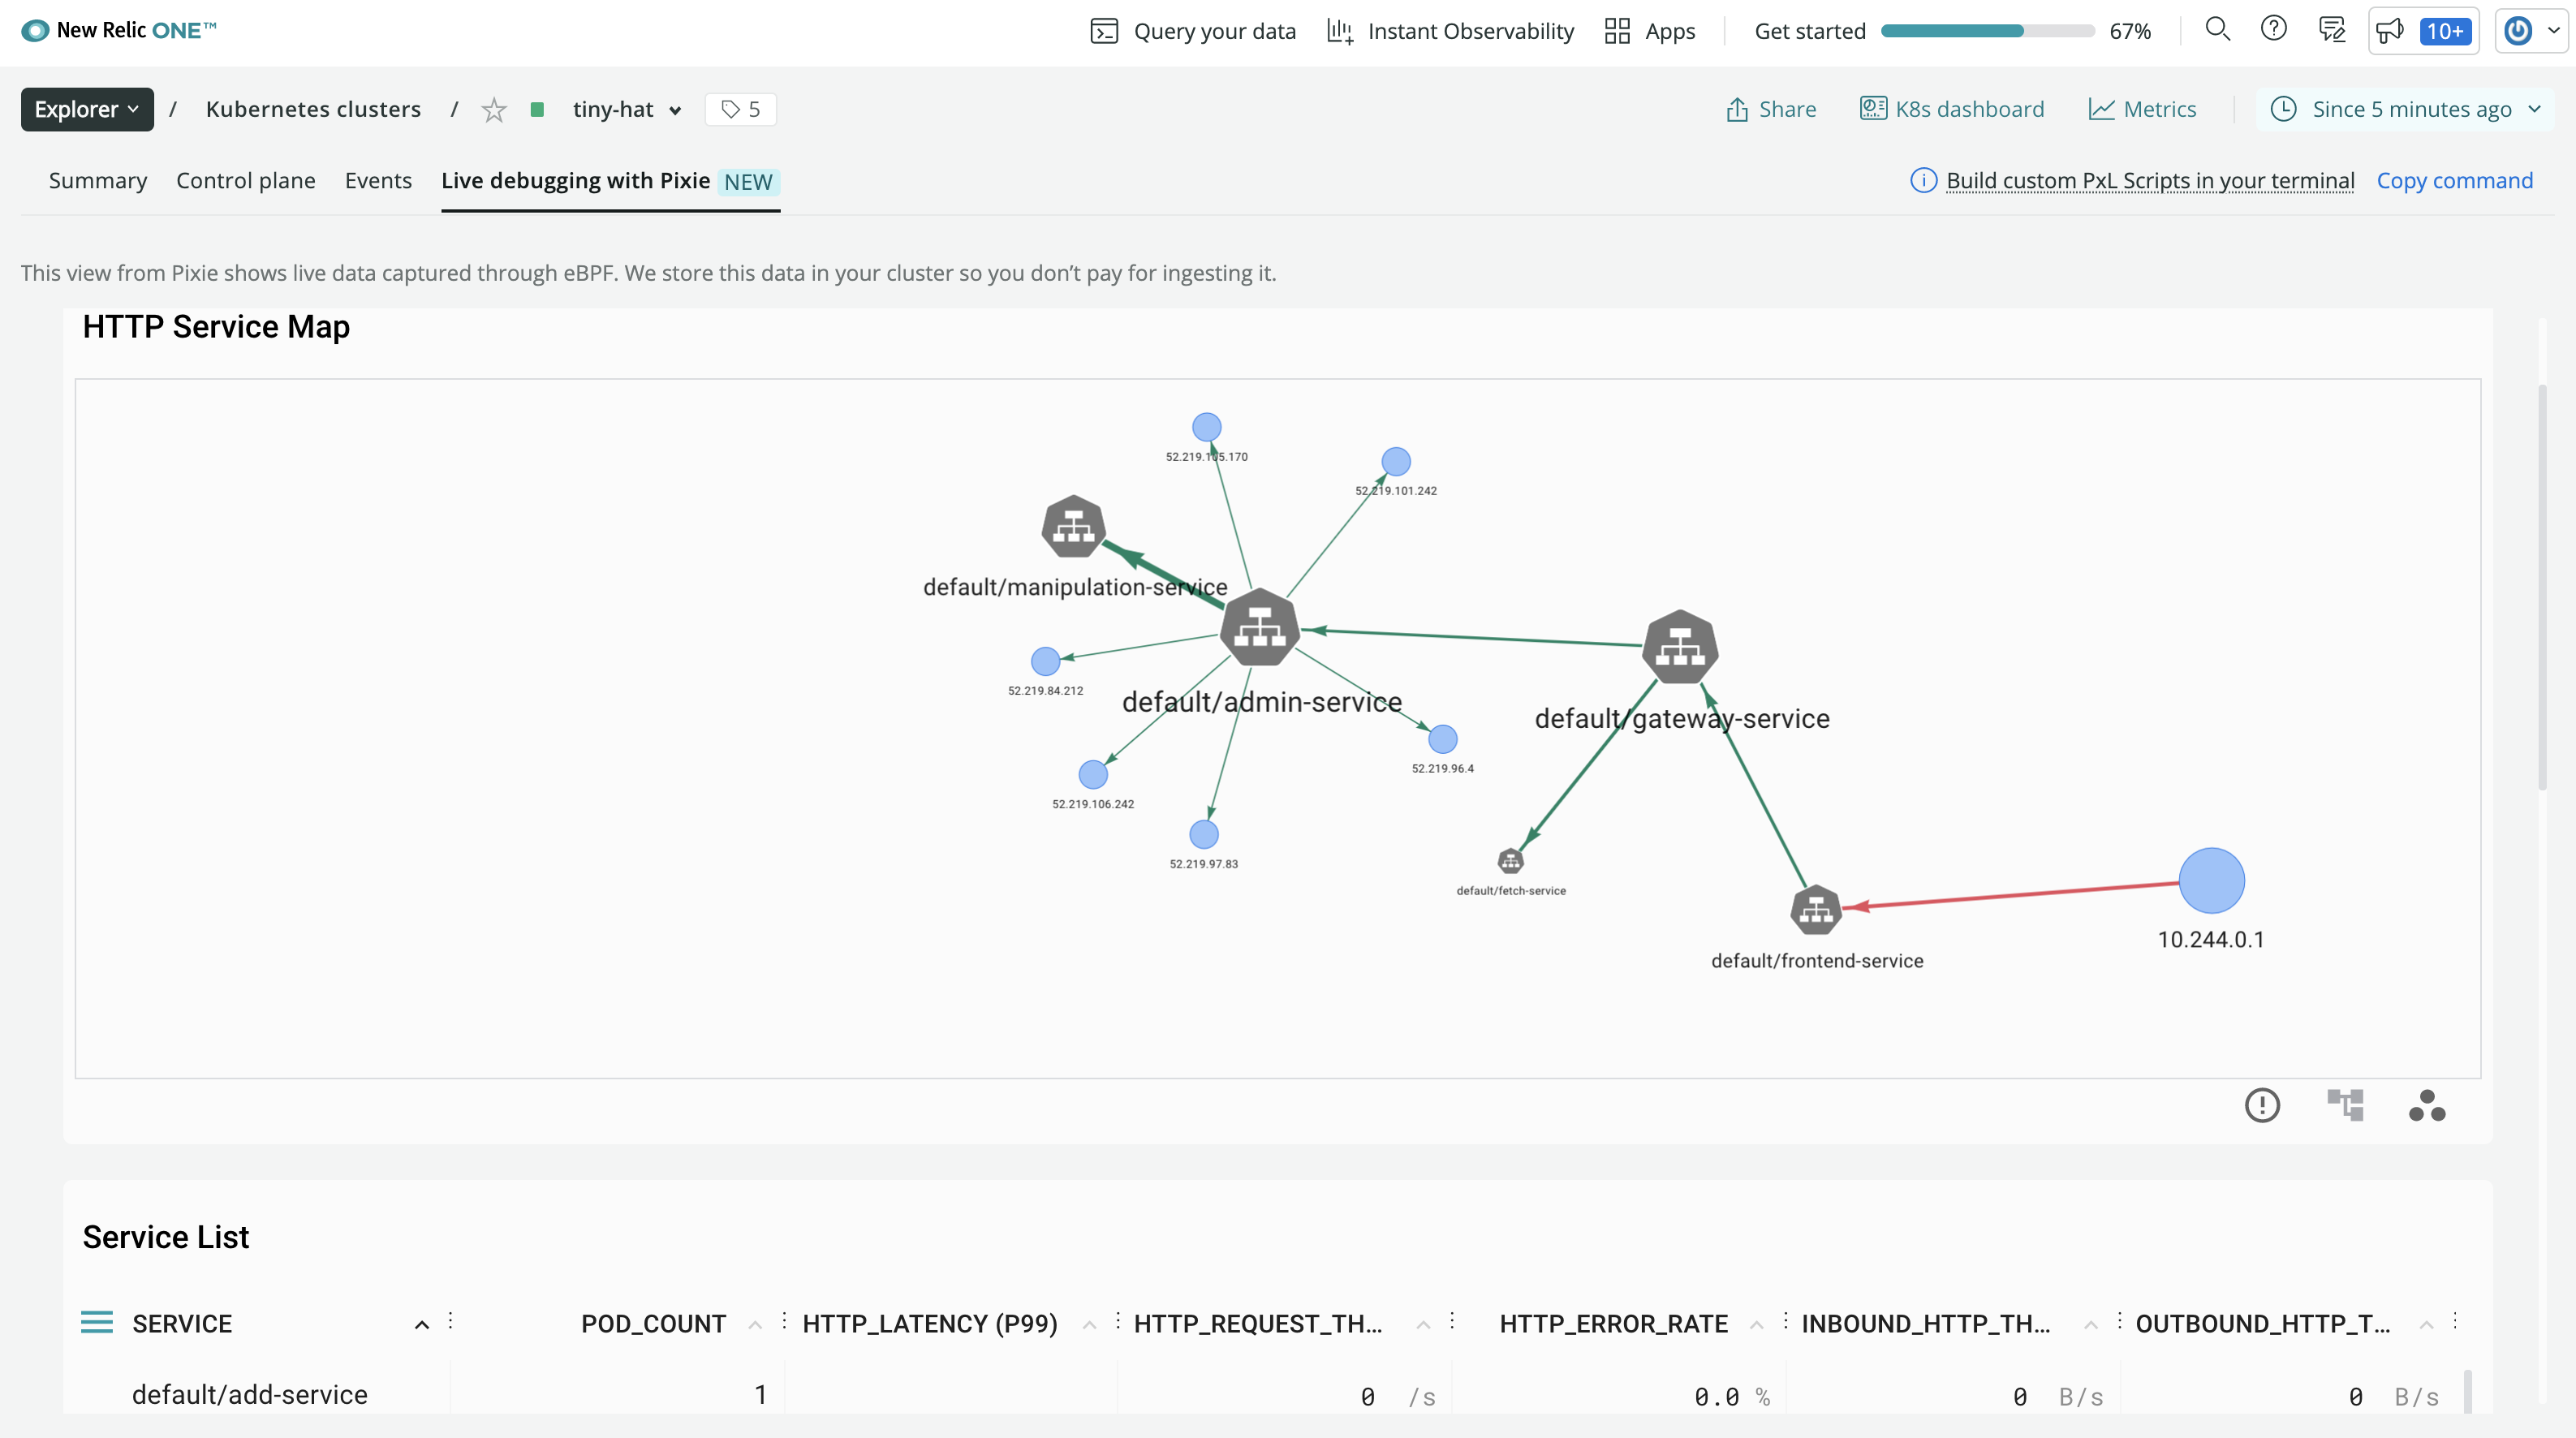 New Relic ONE™
Query your data
Instant Observability
Apps
Get started
67%
10+
Explorer / Kubernetes clusters / tiny-hat 5
Share
K8s dashboard
Metrics
Since 5 minutes ago
Summary
Control plane
Events
Live debugging with Pixie NEW
Build custom PxL Scripts in your terminal
Copy command
This view from Pixie shows live data captured through eBPF. We store this data in your cluster so you don’t pay for ingesting it.
HTTP Service Map
52.219.105.170
52.219.101.242
default/manipulation-service
52.219.84.212
default/admin-service
default/gateway-service
52.219.96.4
52.219.106.242
52.219.97.83
default/fetch-service
10.244.0.1
default/frontend-service
Service List
SERVICE POD_COUNT HTTP_LATENCY (P99) HTTP_REQUEST_TH... HTTP_ERROR_RATE INBOUND_HTTP_TH... OUTBOUND_HTTP_T...
default/add-service 1 0 /s 0.0 % 0 B/s 0 B/s